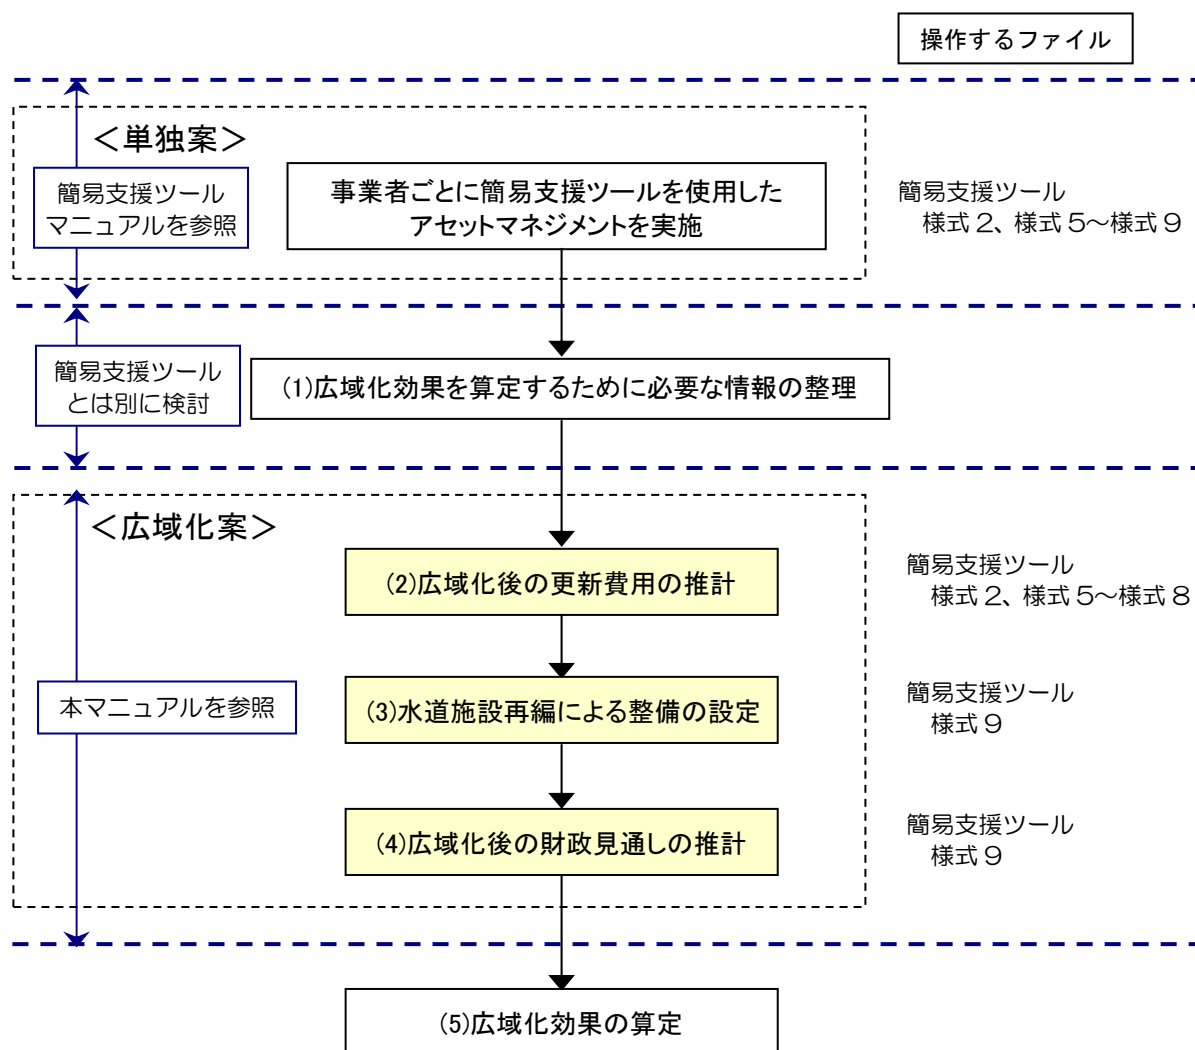 操作するファイル
＜単独案＞
簡易支援ツール
マニュアルを参照
事業者ごとに簡易支援ツールを使用した
アセットマネジメントを実施
簡易支援ツール
様式２、様式５～様式９
簡易支援ツール
とは別に検討
(1)広域化効果を算定するために必要な情報の整理
＜広域化案＞
(2)広域化後の更新費用の推計
簡易支援ツール
様式２、様式５～様式８
本マニュアルを参照
(3)水道施設再編による整備の設定
簡易支援ツール
様式９
(4)広域化後の財政見通しの推計
簡易支援ツール
様式９
(5)広域化効果の算定